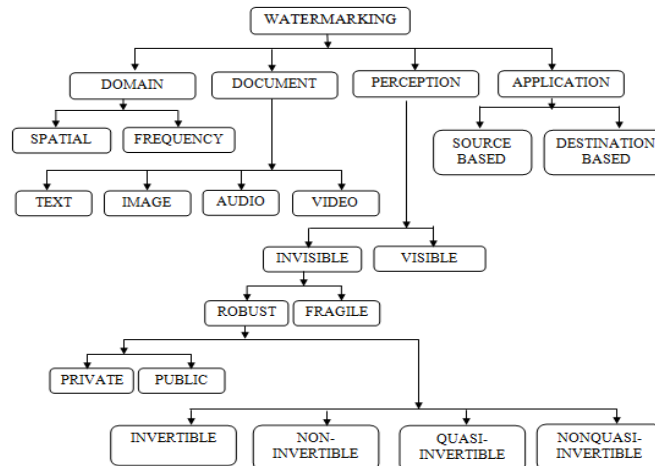 WATERMARKING
DOMAIN
DOCUMENT
PERCEPTION
APPLICATION
SPATIAL
FREQUENCY
SOURCE
BASED
DESTINATION
BASED
TEXT
IMAGE
AUDIO
VIDEO
INVISIBLE
VISIBLE
ROBUST
FRAGILE
PRIVATE
PUBLIC
INVERTIBLE
NON-
INVERTIBLE
QUASI-
INVERTIBLE
NONQUASI-
INVERTIBLE